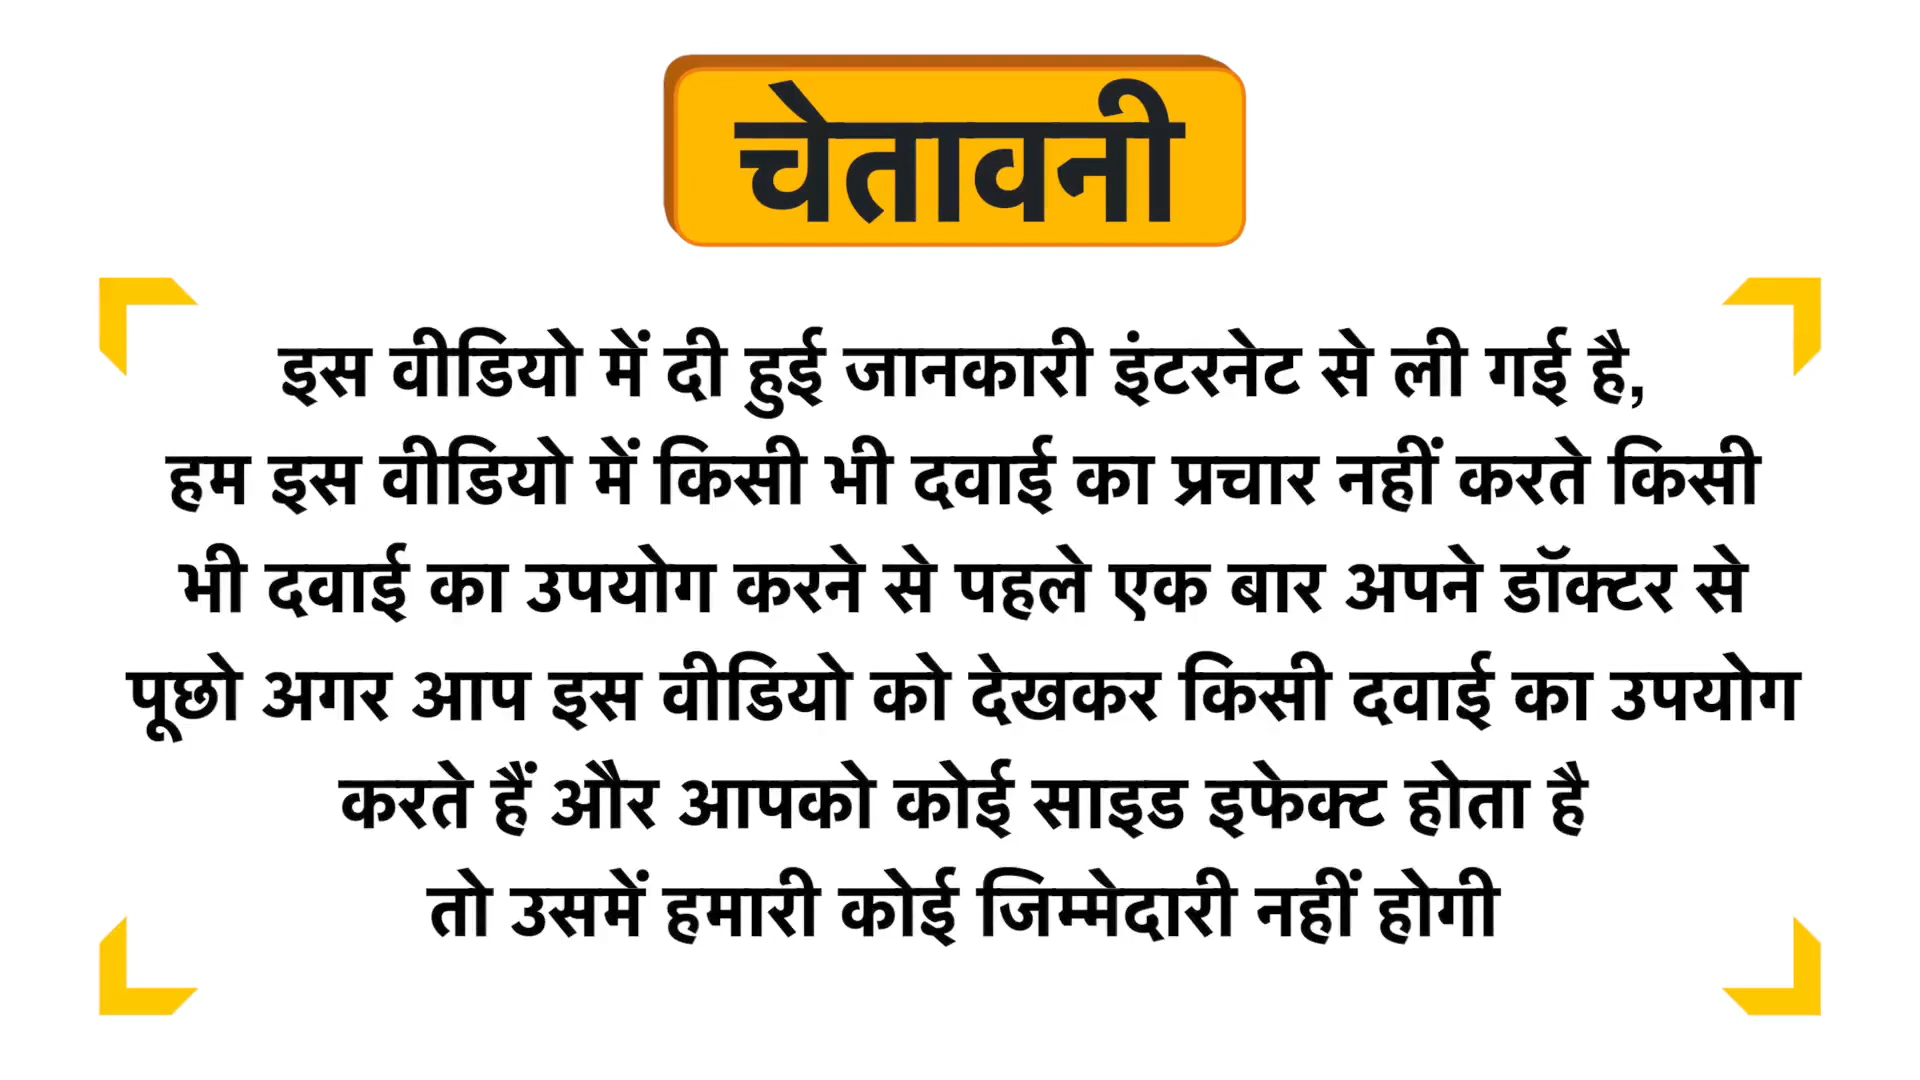 चेतावनी
इस वीडियो में दी हुई जानकारी इंटरनेट से ली गई है,
हम इस वीडियो में किसी भी दवाई का प्रचार नहीं करते किसी
भी दवाई का उपयोग करने से पहले एक बार अपने डॉक्टर से
पूछो अगर आप इस वीडियो को देखकर किसी दवाई का उपयोग
करते हैं और आपको कोई साइड इफेक्ट होता है
तो उसमें हमारी कोई जिम्मेदारी नहीं होगी